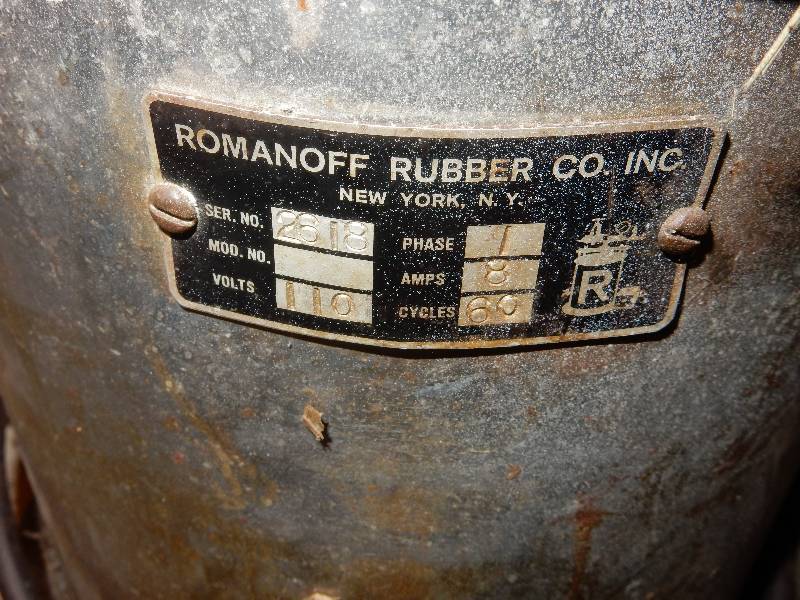 ROMANOFF RUBBER CO. INC.
NEW YORK, N. Y.
SER. NO. 2618 PHASE 1
MOD. NO. AMPS 8
VOLTS 110 CYCLES 60
R